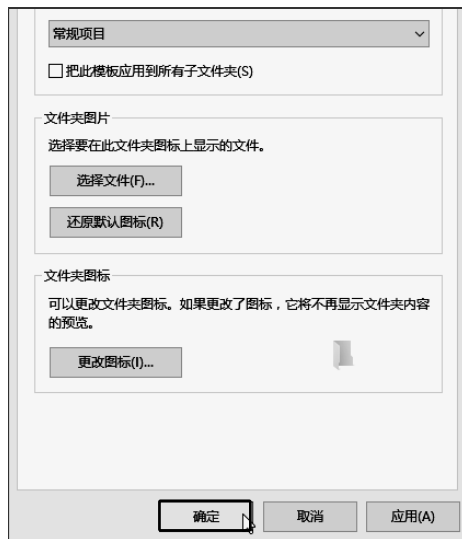 常规项目
把此模板应用到所有子文件夹(S)
文件夹图片
选择要在此文件夹图标上显示的文件。
选择文件(F)...
还原默认图标(R)
文件夹图标
可以更改文件夹图标。如果更改了图标，它将不再显示文件夹内容
的预览。
更改图标(I)...
确定
取消
应用(A)